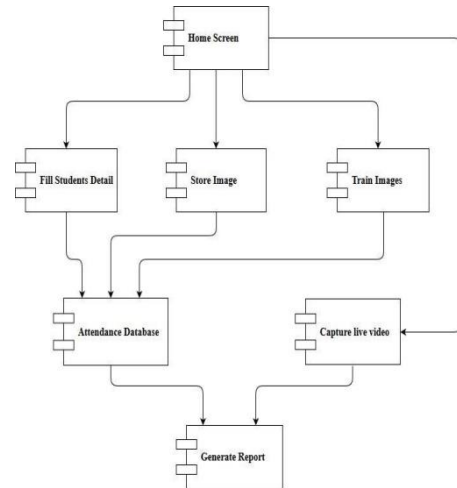 Home Screen
Fill Students Detail
Store Image
Train Images
Attendance Database
Capture live video
Generate Report